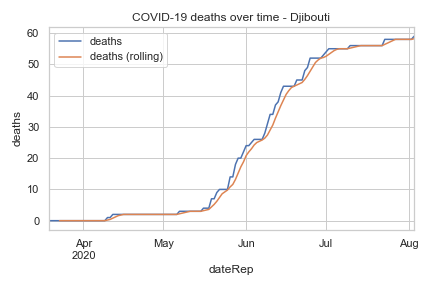 COVID-19 deaths over time - Djibouti
deaths
deaths (rolling)
60
50
40
30
20
10
0
deaths
Apr
2020
May
Jun
Jul
Aug
dateRep